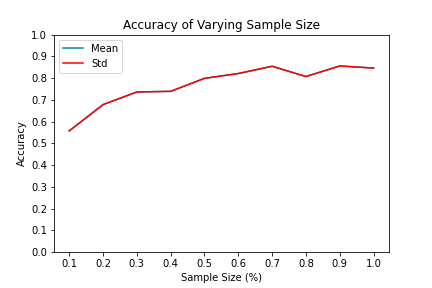 Accuracy of Varying Sample Size
1.0
0.9
0.8
0.7
0.6
0.5
0.4
0.3
0.2
0.1
0.0
Accuracy
Mean
Std
0.1 0.2 0.3 0.4 0.5 0.6 0.7 0.8 0.9 1.0
Sample Size (%)